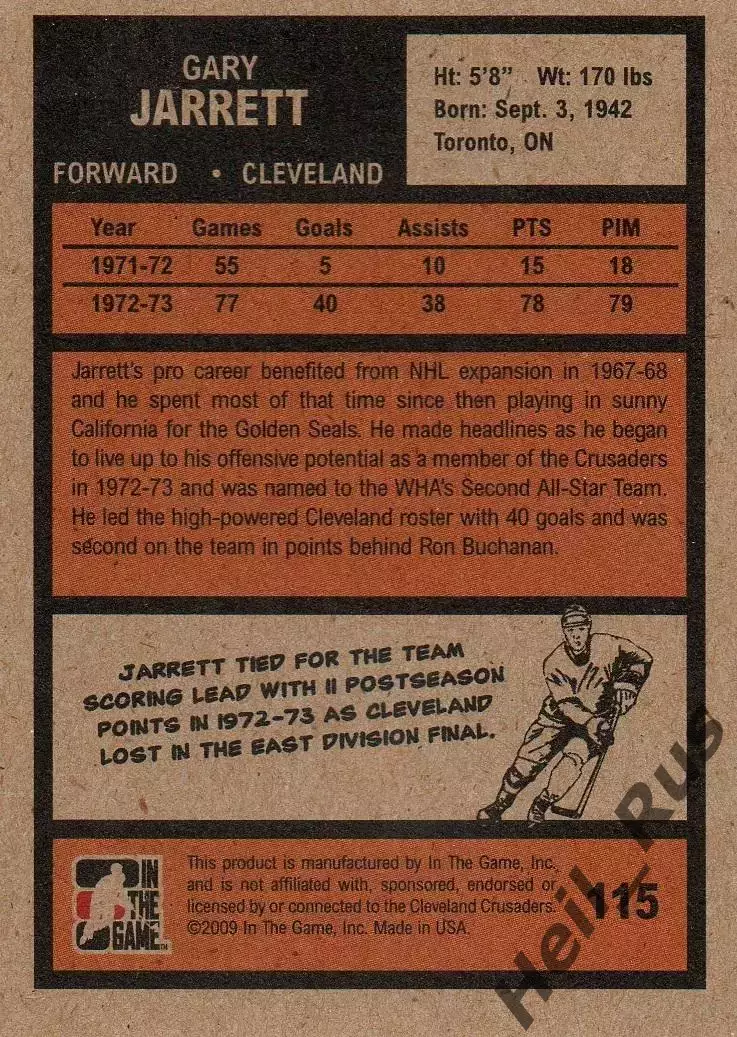 GARY
JARRETT
FORWARD • CLEVELAND
Ht: 5'8" Wt: 170 lbs
Born: Sept. 3, 1942
Toronto, ON
Year Games Goals Assists PTS PIM
1971-72 55 5 10 15 18
1972-73 77 40 38 78 79
Jarrett's pro career benefited from NHL expansion in 1967-68
and he spent most of that time since then playing in sunny
California for the Golden Seals. He made headlines as he began
to live up to his offensive potential as a member of the Crusaders
in 1972-73 and was named to the WHA's Second All-Star Team.
He led the high-powered Cleveland roster with 40 goals and was
second on the team in points behind Ron Buchanan.
JARRETT TIED FOR THE TEAM
SCORING LEAD WITH 11 POSTSEASON
POINTS IN 1972-73 AS CLEVELAND
LOST IN THE EAST DIVISION FINAL.
IN
THE
GAME™
This product is manufactured by In The Game, Inc.
and is not affiliated with, sponsored, endorsed or
licensed by or connected to the Cleveland Crusaders.
©2009 In The Game, Inc. Made in USA.
115
Heil_Rus